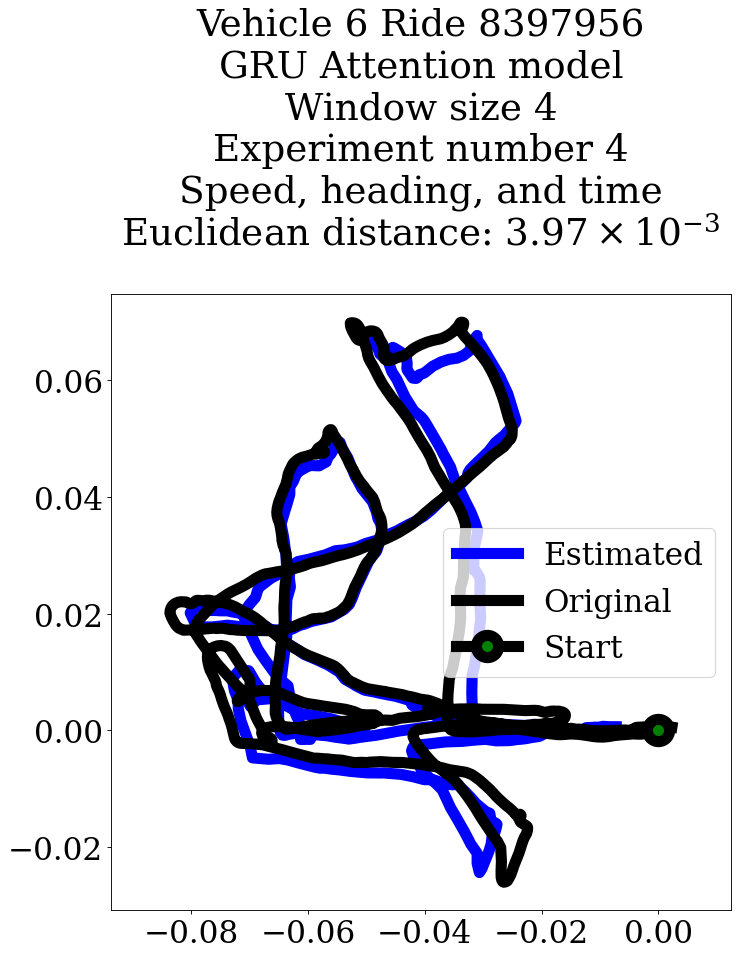 Vehicle 6 Ride 8397956
GRU Attention model
Window size 4
Experiment number 4
Speed, heading, and time
Euclidean distance: 3.97 × 10⁻³
0.06
0.04
0.02
0.00
−0.02
Estimated
Original
Start
−0.08 −0.06 −0.04 −0.02 0.00